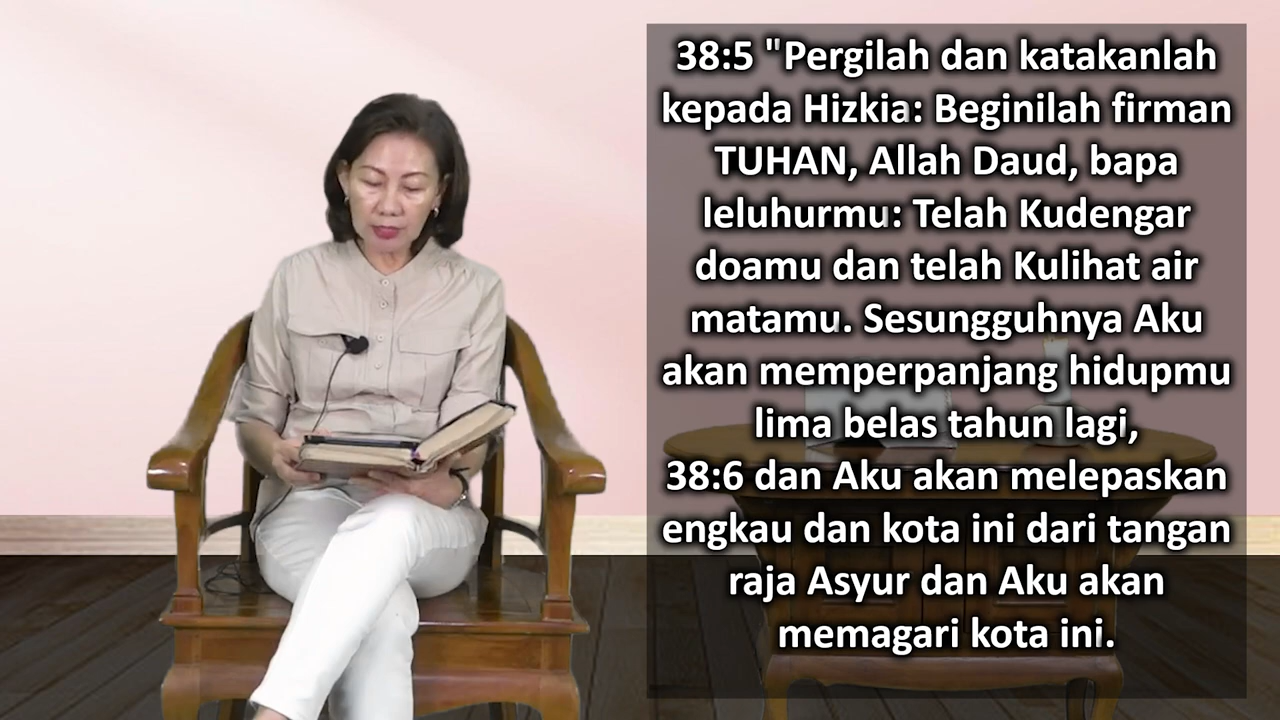 38:5 "Pergilah dan katakanlah
kepada Hizkia: Beginilah firman
TUHAN, Allah Daud, bapa
leluhurmu: Telah Kudengar
doamu dan telah Kulihat air
matamu. Sesungguhnya Aku
akan memperpanjang hidupmu
lima belas tahun lagi,
38:6 dan Aku akan melepaskan
engkau dan kota ini dari tangan
raja Asyur dan Aku akan
memagari kota ini.